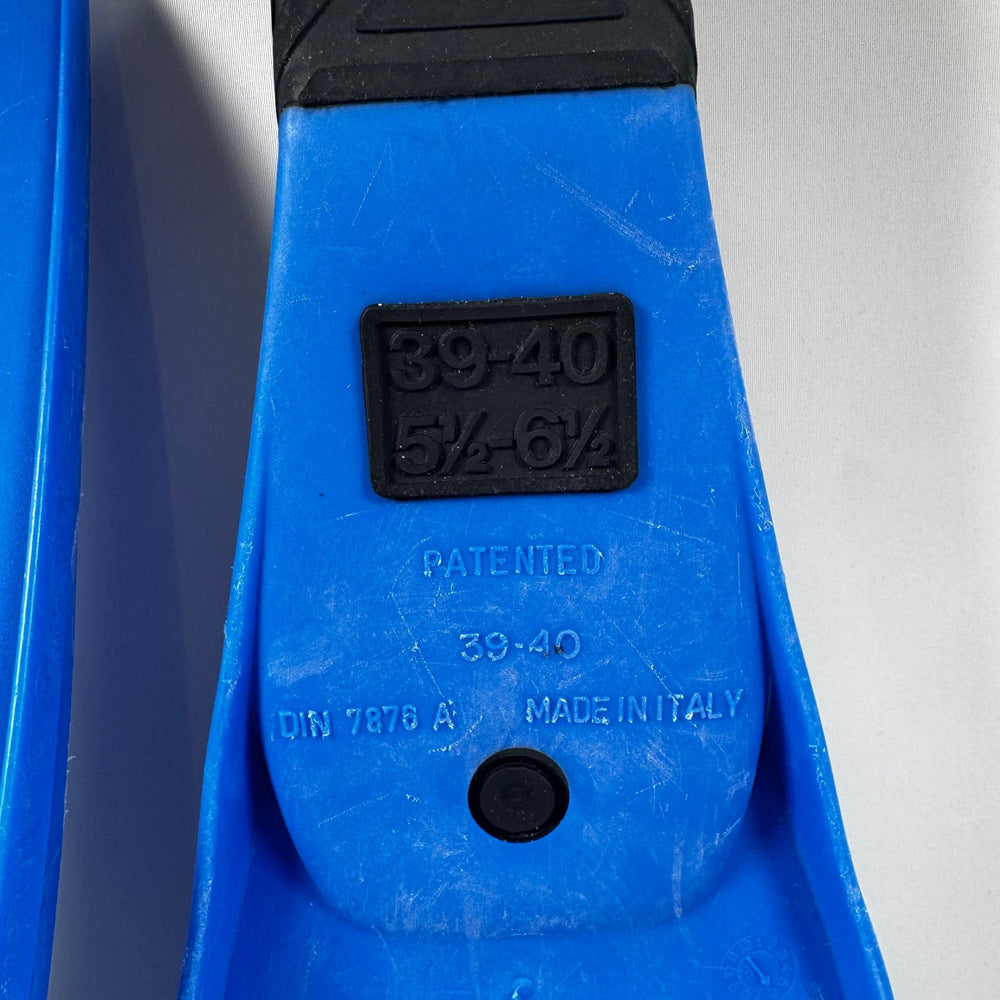 39-40
5½-6½
PATENTED
39-40
DIN 7876 A MADE IN ITALY